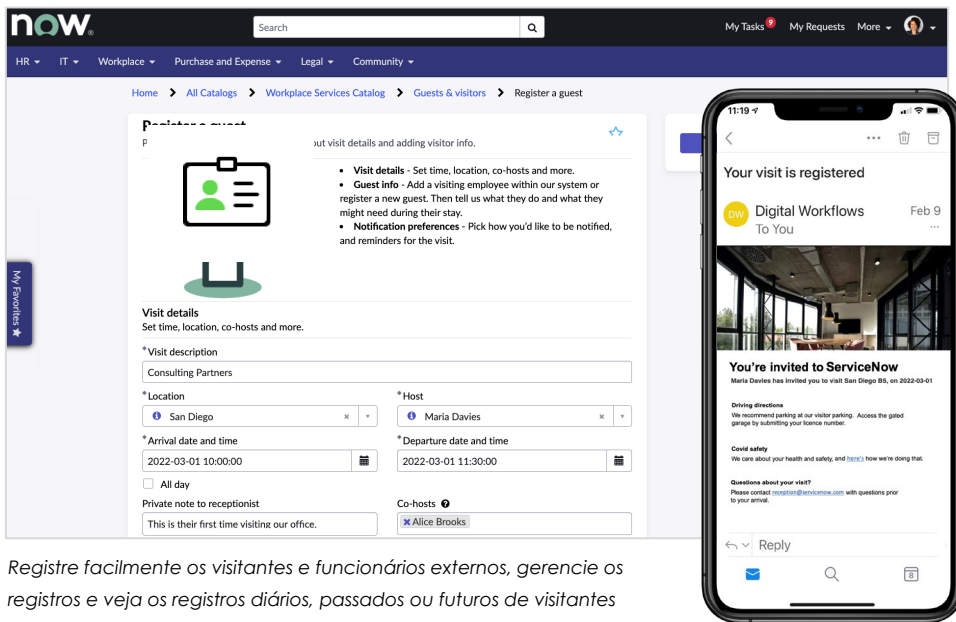 now.
Search
My Tasks 9
My Requests
More
HR
IT
Workplace
Purchase and Expense
Legal
Community
Home > All Catalogs > Workplace Services Catalog > Guests & visitors > Register a guest
Register a guest
out visit details and adding visitor info.
• Visit details - Set time, location, co-hosts and more.
• Guest info - Add a visiting employee within our system or
register a new guest. Then tell us what they do and what they
might need during their stay.
• Notification preferences - Pick how you'd like to be notified,
and reminders for the visit.
My Favorites
Visit details
Set time, location, co-hosts and more.
*Visit description
Consulting Partners
*Location
San Diego
*Host
Maria Davies
*Arrival date and time
2022-03-01 10:00:00
*Departure date and time
2022-03-01 11:30:00
All day
Private note to receptionist
This is their first time visiting our office.
Co-hosts
Alice Brooks
11:19
Your visit is registered
DW
Digital Workflows
Feb 9
To You
You're invited to ServiceNow
Maria Davies has invited you to visit San Diego B5, on 2022-03-01
Driving directions
We recommend parking at our visitor parking. Access the gated
garage by submitting your licence number.
Covid safety
We care about your health and safety, and here's how we're doing that.
Questions about your visit?
Please contact reception@servicenow.com with questions prior
to your arrival.
Reply
8
Registre facilmente os visitantes e funcionários externos, gerencie os
registros e veja os registros diários, passados ou futuros de visitantes